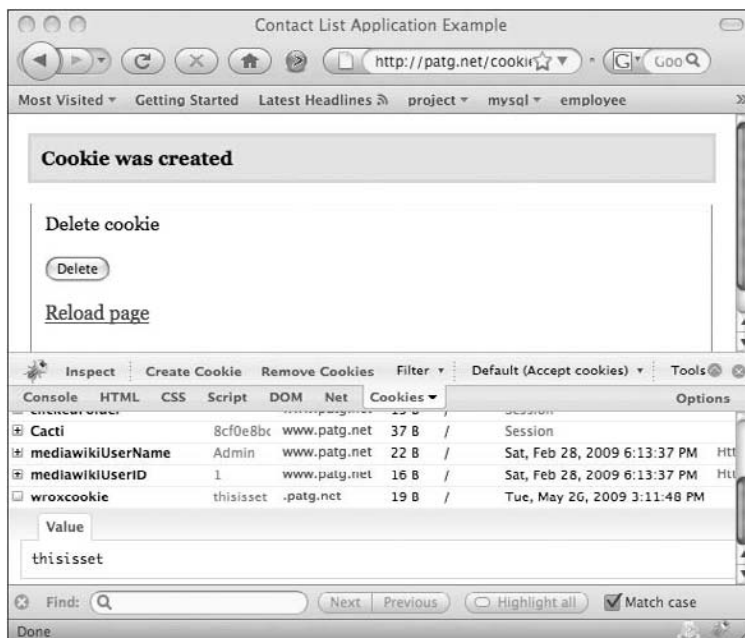 Contact List Application Example
http://patg.net/cooki
G Goo
Most Visited Getting Started Latest Headlines project mysql employee
Cookie was created
Delete cookie
Delete
Reload page
Inspect Create Cookie Remove Cookies Filter Default (Accept cookies) Tools
Console HTML CSS Script DOM Net Cookies Options
Cacti 8cf0e8bc www.patg.net 37 B / Session
mediawikiUserName Admin www.patg.net 22 B / Sat, Feb 28, 2009 6:13:37 PM Htt
mediawikiUserID 1 www.patg.net 16 B / Sat, Feb 28, 2009 6:13:37 PM Htt
wroxcookie thisisset .patg.net 19 B / Tue, May 26, 2009 3:11:48 PM
Value
thisisset
Find: Next Previous Highlight all Match case
Done